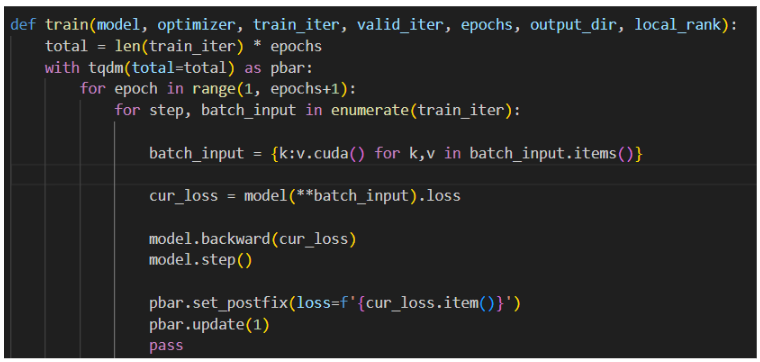 def train(model, optimizer, train_iter, valid_iter, epochs, output_dir, local_rank):
    total = len(train_iter) * epochs
    with tqdm(total=total) as pbar:
        for epoch in range(1, epochs+1):
            for step, batch_input in enumerate(train_iter):

                batch_input = {k:v.cuda() for k,v in batch_input.items()}

                cur_loss = model(**batch_input).loss

                model.backward(cur_loss)
                model.step()

                pbar.set_postfix(loss=f'{cur_loss.item()}')
                pbar.update(1)
                pass